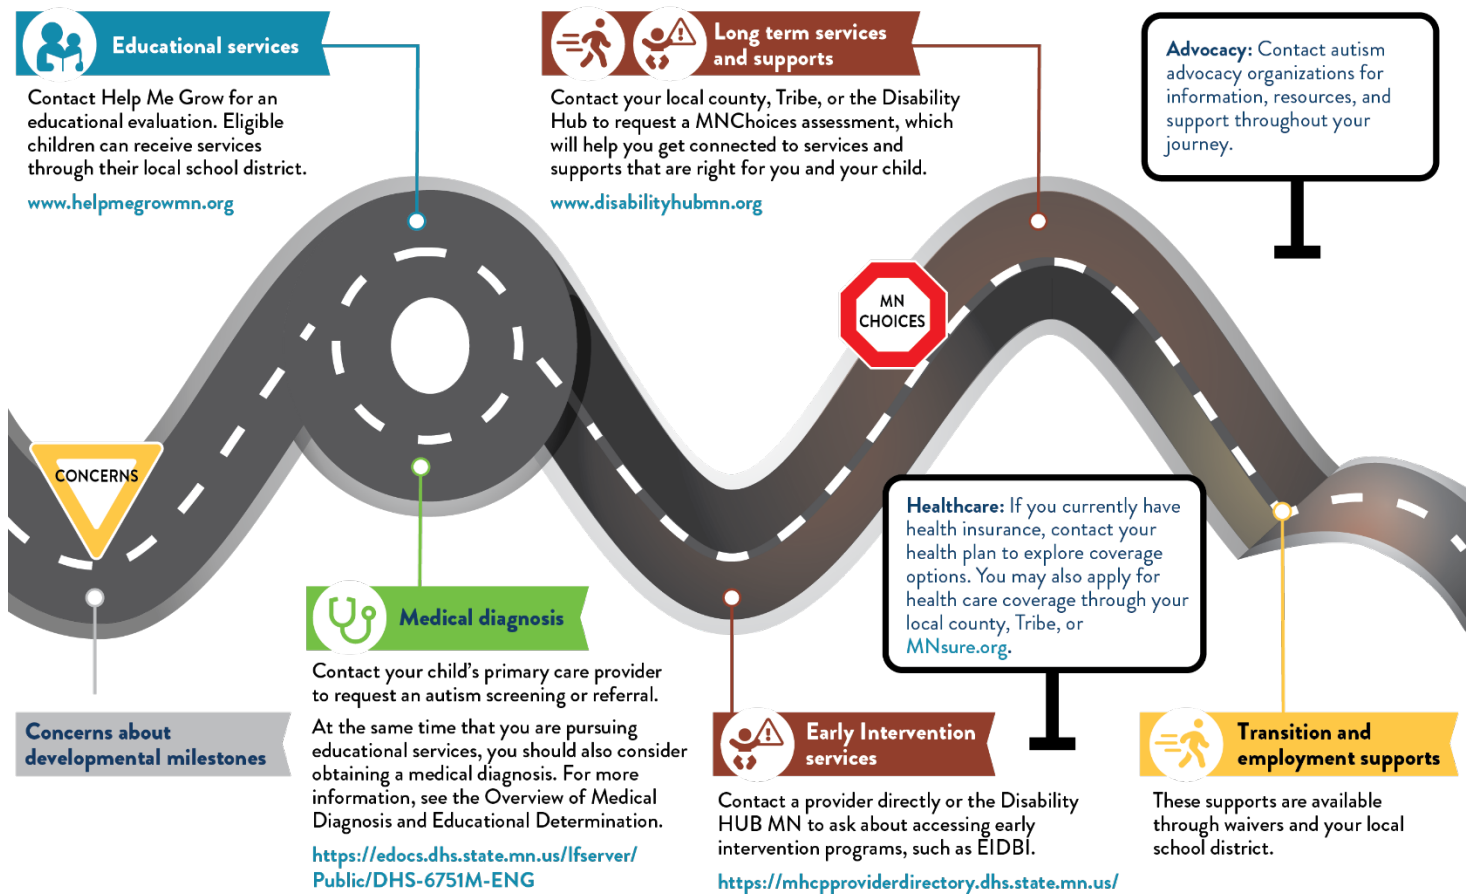 Educational services
Contact Help Me Grow for an
educational evaluation. Eligible
children can receive services
through their local school district.
www.helpmegrowmn.org
Long term services
and supports
Contact your local county, Tribe, or the Disability
Hub to request a MNChoices assessment, which
will help you get connected to services and
supports that are right for you and your child.
www.disabilityhubmn.org
Advocacy: Contact autism
advocacy organizations for
information, resources, and
support throughout your
journey.
MN
CHOICES
CONCERNS
Healthcare: If you currently have
health insurance, contact your
health plan to explore coverage
options. You may also apply for
health care coverage through your
local county, Tribe, or
MNsure.org.
Concerns about
developmental milestones
Medical diagnosis
Contact your child's primary care provider
to request an autism screening or referral.
At the same time that you are pursuing
educational services, you should also consider
obtaining a medical diagnosis. For more
information, see the Overview of Medical
Diagnosis and Educational Determination.
https://edocs.dhs.state.mn.us/lfserver/
Public/DHS-6751M-ENG
Early Intervention
services
Contact a provider directly or the Disability
HUB MN to ask about accessing early
intervention programs, such as EIDBI.
https://mhcpproviderdirectory.dhs.state.mn.us/
Transition and
employment supports
These supports are available
through waivers and your local
school district.